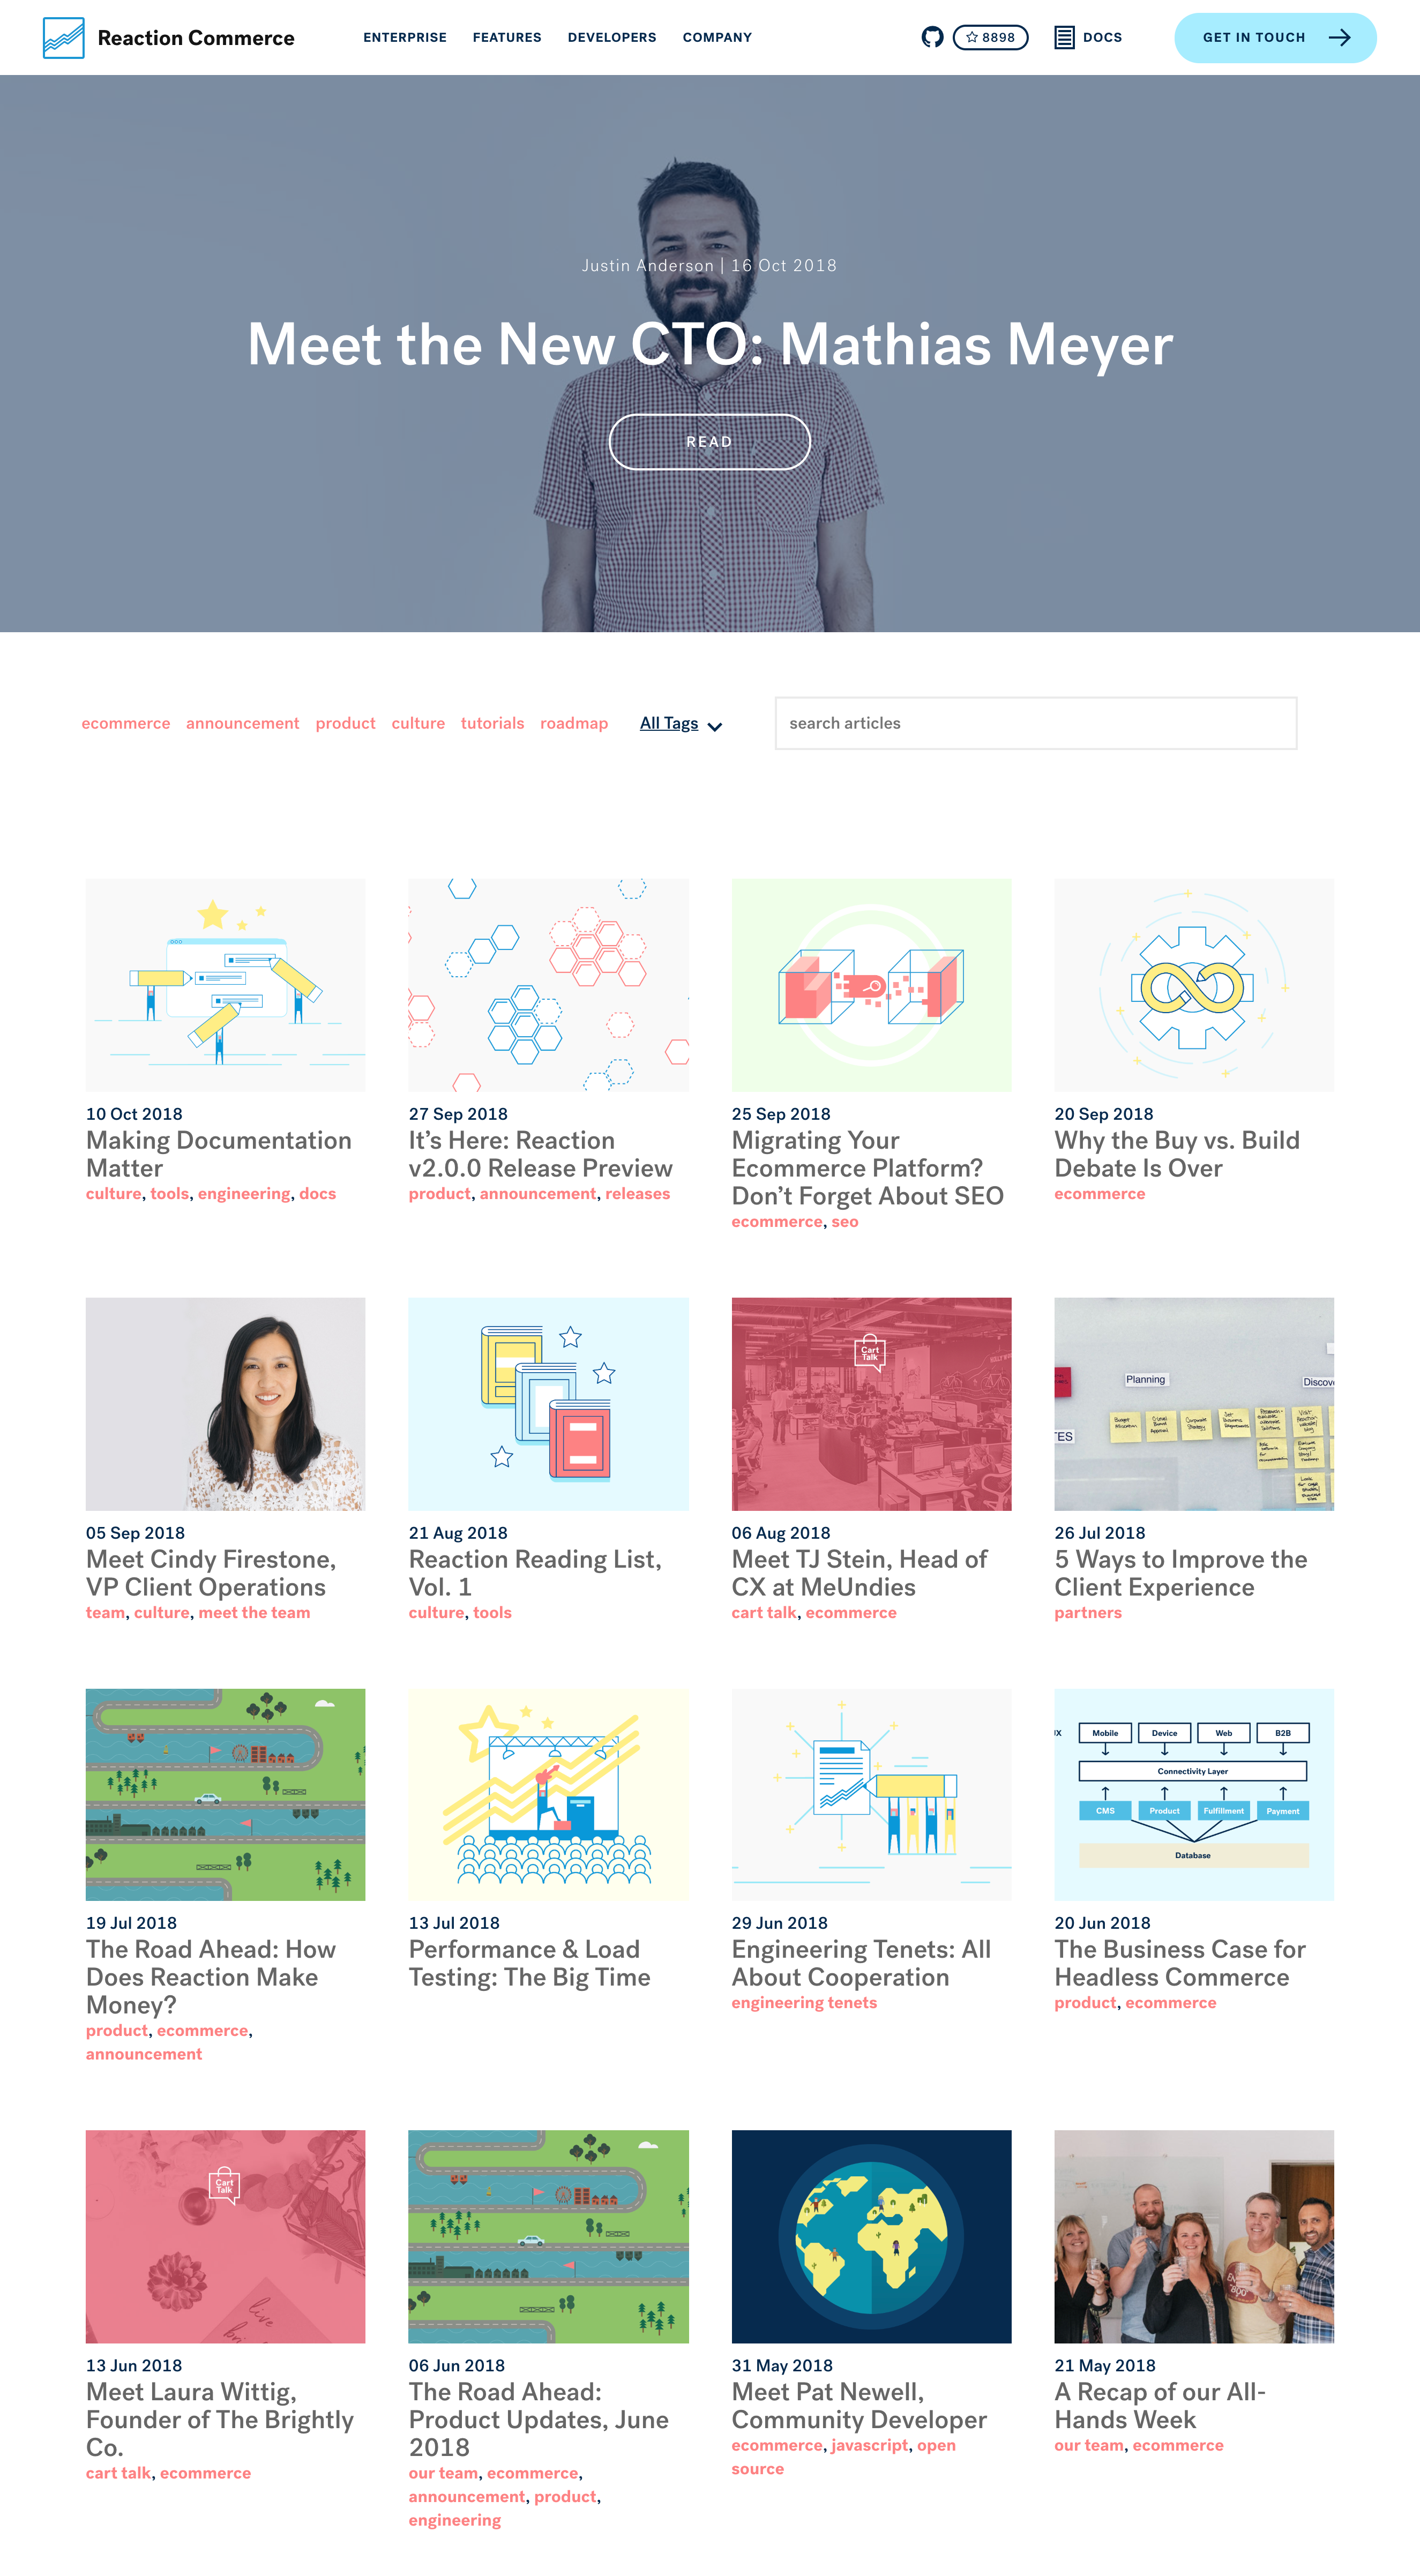 Reaction Commerce
ENTERPRISE
FEATURES
DEVELOPERS
COMPANY
8898
DOCS
GET IN TOUCH
Justin Anderson | 16 Oct 2018
Meet the New CTO: Mathias Meyer
READ
ecommerce announcement product culture tutorials roadmap
All Tags
search articles
10 Oct 2018
Making Documentation
Matter
culture, tools, engineering, docs
27 Sep 2018
It’s Here: Reaction
v2.0.0 Release Preview
product, announcement, releases
25 Sep 2018
Migrating Your
Ecommerce Platform?
Don’t Forget About SEO
ecommerce, seo
20 Sep 2018
Why the Buy vs. Build
Debate Is Over
ecommerce
05 Sep 2018
Meet Cindy Firestone,
VP Client Operations
team, culture, meet the team
21 Aug 2018
Reaction Reading List,
Vol. 1
culture, tools
Cart
Talk
06 Aug 2018
Meet TJ Stein, Head of
CX at MeUndies
cart talk, ecommerce
Planning
Discov
TES
26 Jul 2018
5 Ways to Improve the
Client Experience
partners
19 Jul 2018
The Road Ahead: How
Does Reaction Make
Money?
product, ecommerce,
announcement
13 Jul 2018
Performance & Load
Testing: The Big Time
29 Jun 2018
Engineering Tenets: All
About Cooperation
engineering tenets
Mobile
Device
Web
B2B
Connectivity Layer
CMS
Product
Fulfillment
Payment
Database
20 Jun 2018
The Business Case for
Headless Commerce
product, ecommerce
Cart
Talk
live
13 Jun 2018
Meet Laura Wittig,
Founder of The Brightly
Co.
cart talk, ecommerce
06 Jun 2018
The Road Ahead:
Product Updates, June
2018
our team, ecommerce,
announcement, product,
engineering
31 May 2018
Meet Pat Newell,
Community Developer
ecommerce, javascript, open
source
21 May 2018
A Recap of our All-
Hands Week
our team, ecommerce